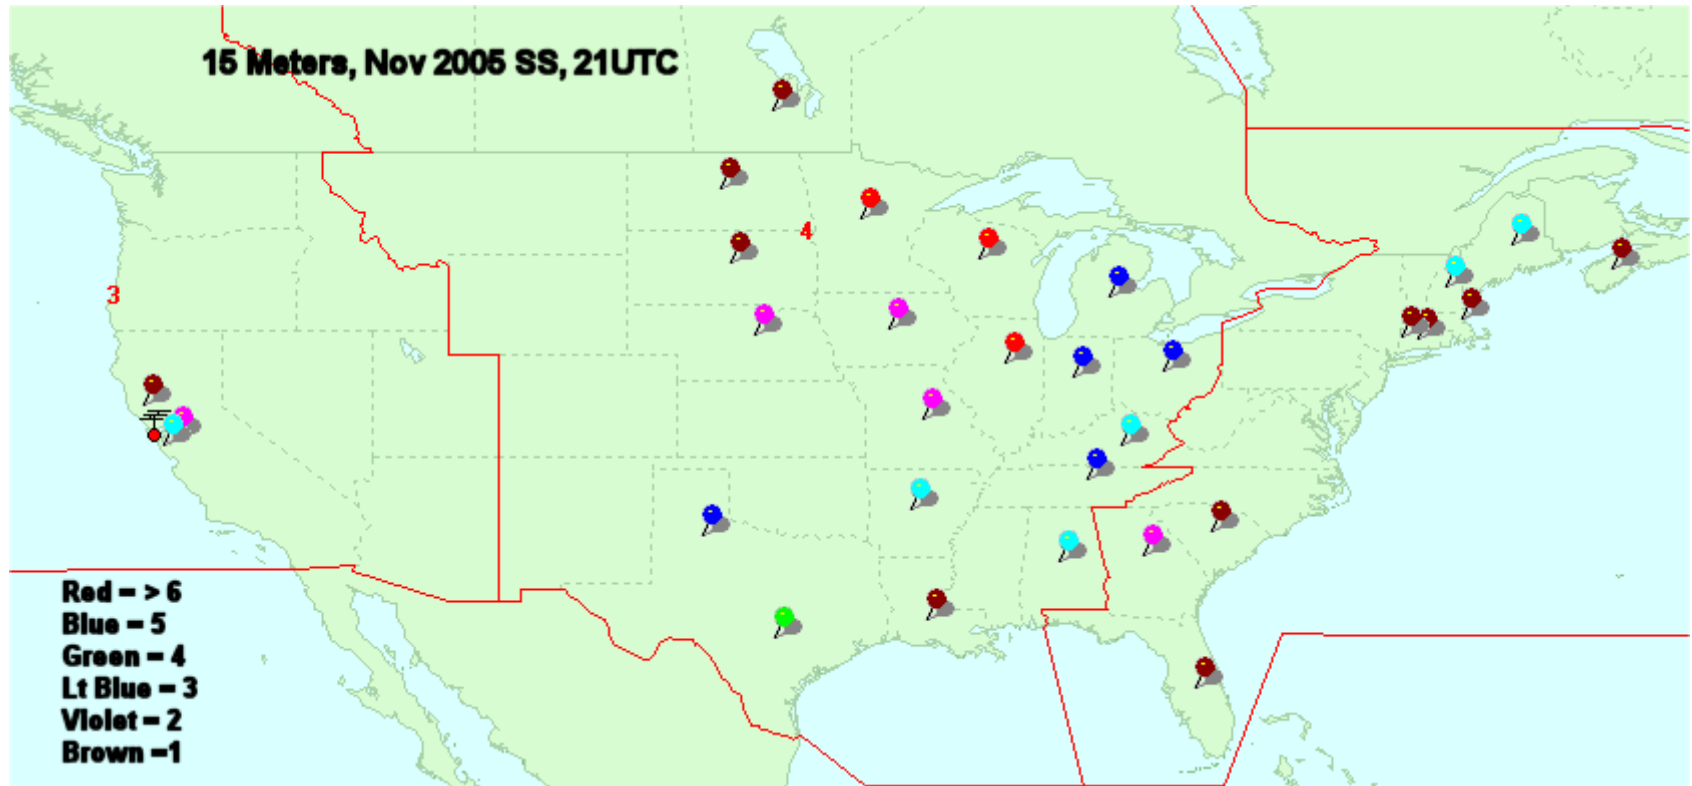 15 Meters, Nov 2005 SS, 21UTC
4
3
Red = > 6
Blue = 5
Green = 4
Lt Blue = 3
Violet = 2
Brown =1